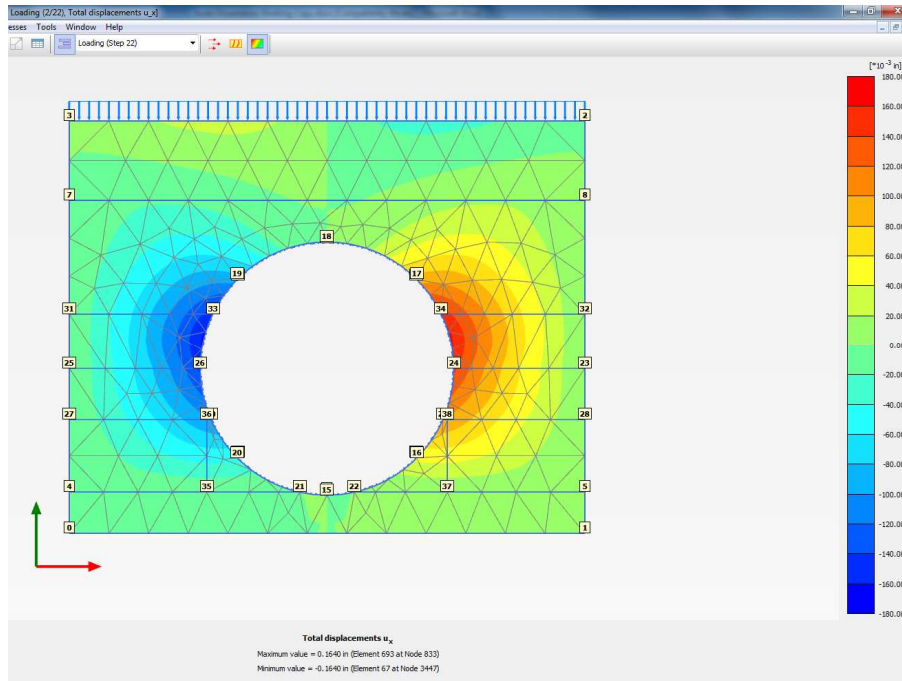 Loading (2/22), Total displacements u_x]
esses Tools Window Help
Loading (Step 22)
[*10⁻³ in]
180.00
160.00
140.00
120.00
100.00
80.00
60.00
40.00
20.00
0.00
-20.00
-40.00
-60.00
-80.00
-100.00
-120.00
-140.00
-160.00
-180.00
3 2
7 8
18
19 17
31 33 34 32
25 26 24 23
27 36 38 28
20 16
4 35 21 15 22 37 5
0 1
Total displacements uₓ
Maximum value = 0.1640 in (Element 693 at Node 833)
Minimum value = -0.1640 in (Element 67 at Node 3447)